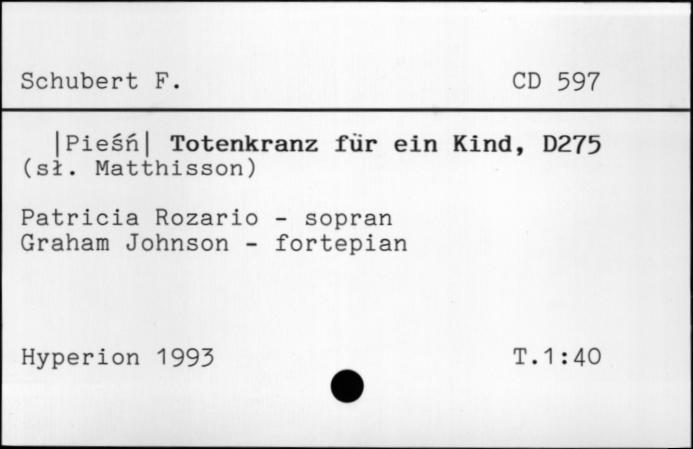 Schubert F. CD 597
|Pieśń| Totenkranz für ein Kind, D275
(sł. Matthisson)
Patricia Rozario - sopran
Graham Johnson - fortepian
Hyperion 1993 T.1:40